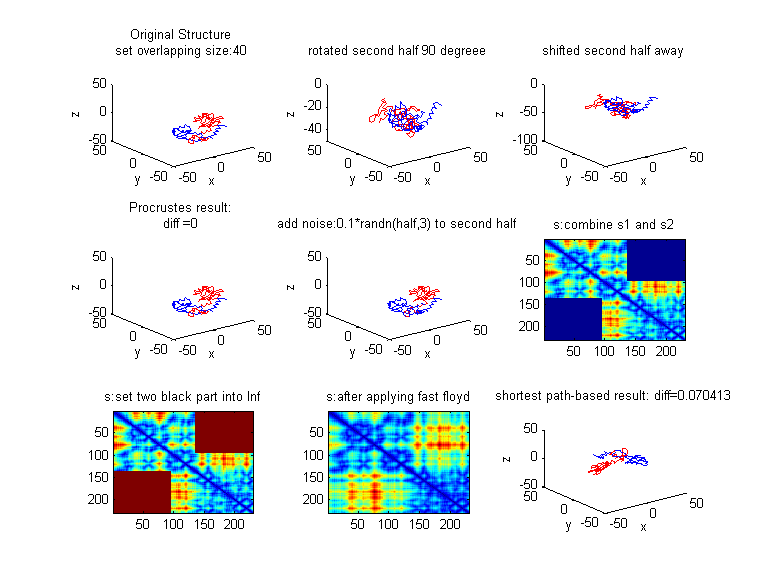 Original Structure
set overlapping size:40
50
0
-50
z
50
0
-50
y
-50
0
50
x
rotated second half 90 degreee
0
-20
-40
z
50
0
-50
y
-50
0
50
x
shifted second half away
0
-50
-100
z
50
0
-50
y
-50
0
50
x
Procrustes result:
diff =0
50
0
-50
z
50
0
-50
y
-50
0
50
x
add noise:0.1*randn(half,3) to second half
50
0
-50
z
50
0
-50
y
-50
0
50
x
s:combine s1 and s2
50
100
150
200
50 100 150 200
s:set two black part into Inf
50
100
150
200
50 100 150 200
s:after applying fast floyd
50
100
150
200
50 100 150 200
shortest path-based result: diff=0.070413
50
0
-50
z
50
0
-50
y
-50
0
50
x